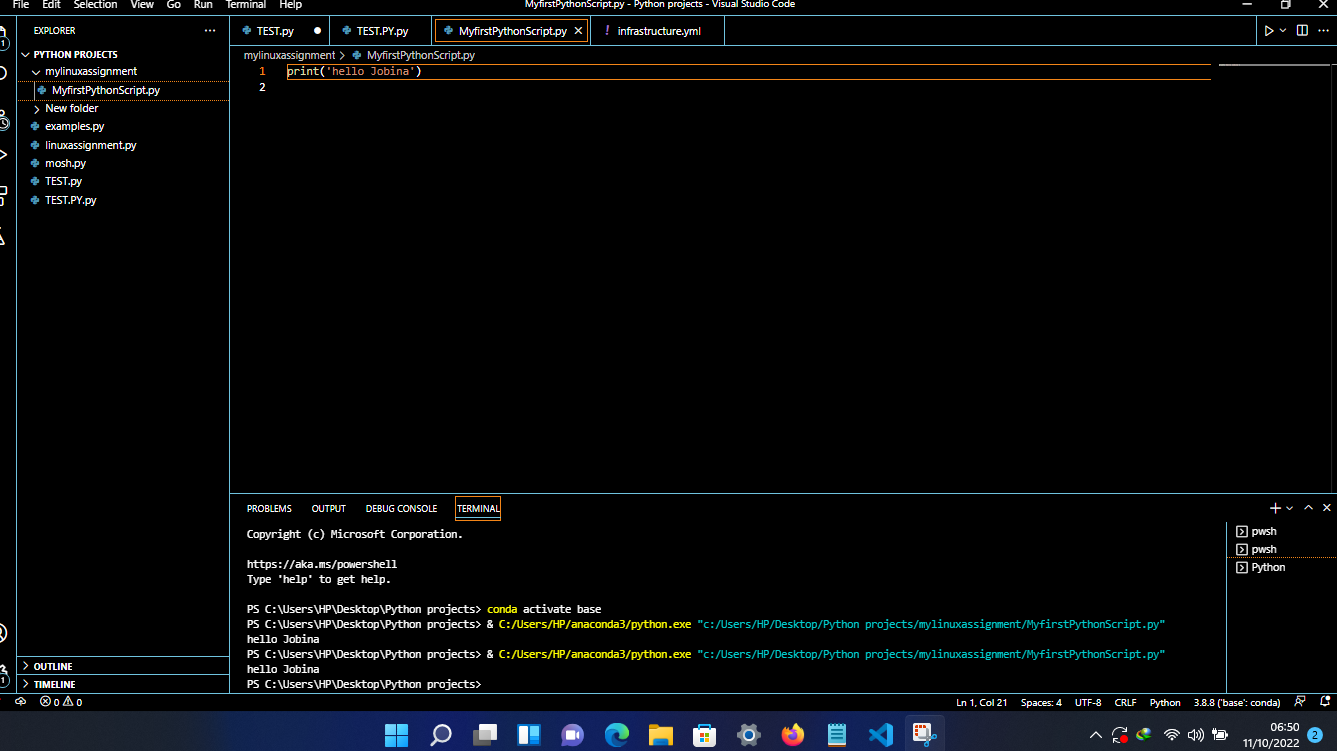 File Edit Selection View Go Run Terminal Help
MyfirstPythonScript.py - Python projects - Visual Studio Code
EXPLORER
PYTHON PROJECTS
mylinuxassignment
MyfirstPythonScript.py
New folder
examples.py
linuxassignment.py
mosh.py
TEST.py
TEST.PY.py
OUTLINE
TIMELINE
TEST.py
TEST.PY.py
MyfirstPythonScript.py
! infrastructure.yml
mylinuxassignment > MyfirstPythonScript.py
1 print('hello Jobina')
2
PROBLEMS OUTPUT DEBUG CONSOLE TERMINAL
Copyright (c) Microsoft Corporation.
https://aka.ms/powershell
Type 'help' to get help.
PS C:\Users\HP\Desktop\Python projects> conda activate base
PS C:\Users\HP\Desktop\Python projects> & C:/Users/HP/anaconda3/python.exe "c:/Users/HP/Desktop/Python projects/mylinuxassignment/MyfirstPythonScript.py"
hello Jobina
PS C:\Users\HP\Desktop\Python projects> & C:/Users/HP/anaconda3/python.exe "c:/Users/HP/Desktop/Python projects/mylinuxassignment/MyfirstPythonScript.py"
hello Jobina
PS C:\Users\HP\Desktop\Python projects>
pwsh
pwsh
Python
0 0
Ln 1, Col 21 Spaces: 4 UTF-8 CRLF Python 3.8.8 ('base': conda)
06:50
11/10/2022
2
1
1